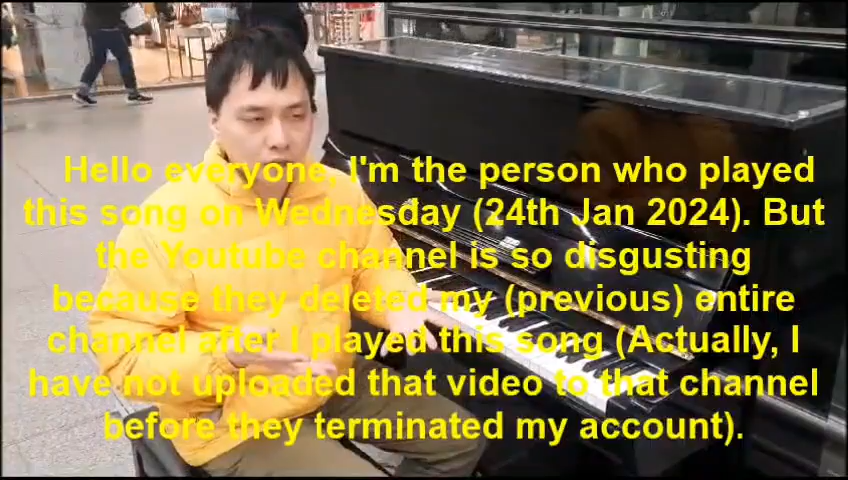 Hello everyone, I'm the person who played
this song on Wednesday (24th Jan 2024). But
the Youtube channel is so disgusting
because they deleted my (previous) entire
channel after I played this song (Actually, I
have not uploaded that video to that channel
before they terminated my account).